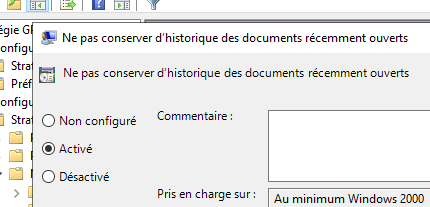 égie G
Ne pas conserver d'historique des documents récemment ouverts
onfigu
Strat
Ne pas conserver d'historique des documents récemment ouverts
Préf
onfigu
Commentaire :
Non configuré
Strat
Activé
Désactivé
Pris en charge sur :
Au minimum Windows 2000